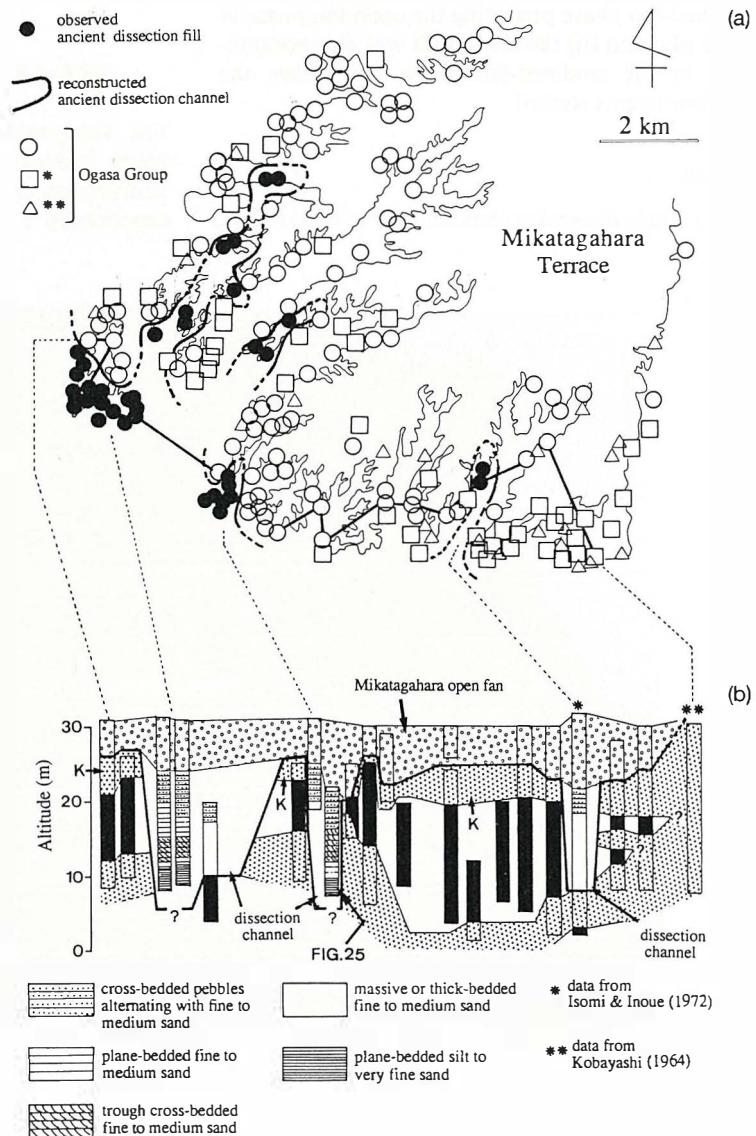 (a)
observed
ancient dissection fill
reconstructed
ancient dissection channel
*
**
Ogasa Group
2 km
Mikatagahara
Terrace
(b)
Mikatagahara open fan
*
**
Altitude (m)
30
20
10
0
K
K
K
?
?
?
?
dissection
channel
FIG.25
dissection
channel
cross-bedded pebbles
alternating with fine to
medium sand
massive or thick-bedded
fine to medium sand
* data from
Isomi & Inoue (1972)
plane-bedded fine to
medium sand
plane-bedded silt to
very fine sand
** data from
Kobayashi (1964)
trough cross-bedded
fine to medium sand